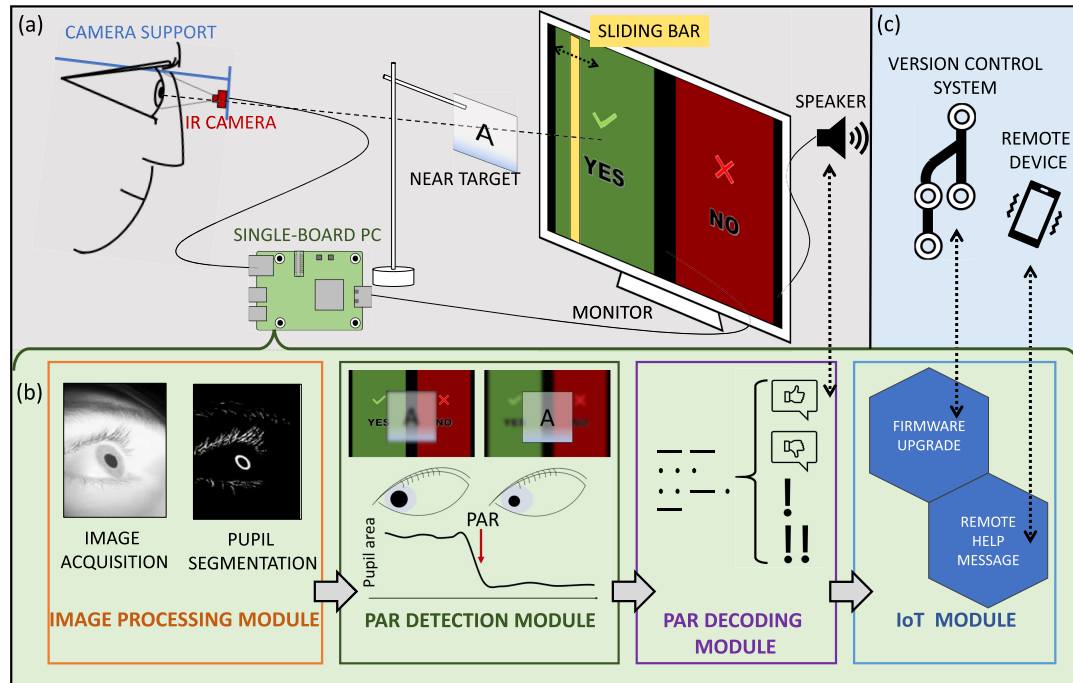 (a)
CAMERA SUPPORT
IR CAMERA
A
NEAR TARGET
SLIDING BAR
YES
NO
SPEAKER
SINGLE-BOARD PC
MONITOR
(c)
VERSION CONTROL
SYSTEM
REMOTE
DEVICE
(b)
IMAGE
ACQUISITION
PUPIL
SEGMENTATION
IMAGE PROCESSING MODULE
YES A NO
A
PAR
Pupil area
PAR DETECTION MODULE
!
!!
PAR DECODING
MODULE
FIRMWARE
UPGRADE
REMOTE
HELP
MESSAGE
IoT MODULE